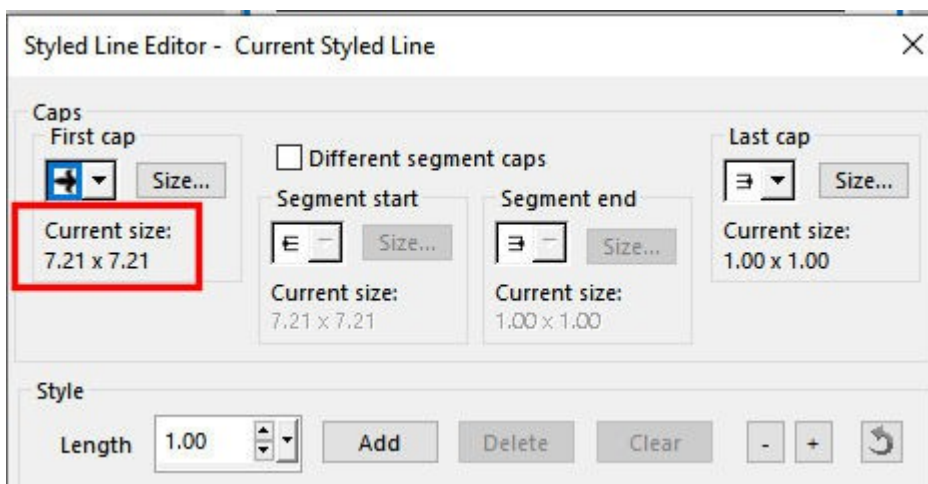 Styled Line Editor - Current Styled Line
Caps
First cap
Size...
Current size:
7.21 x 7.21
Different segment caps
Segment start
Size...
Current size:
7.21 x 7.21
Segment end
Size...
Current size:
1.00 x 1.00
Last cap
Size...
Current size:
1.00 x 1.00
Style
Length 1.00 Add Delete Clear - +